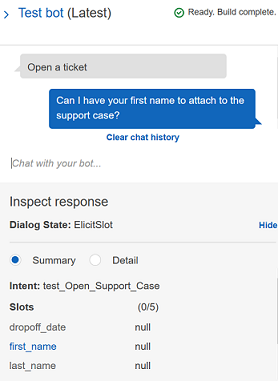 Test bot (Latest)
Ready. Build complete.
Open a ticket
Can I have your first name to attach to the
support case?
Clear chat history
Chat with your bot...
Inspect response
Dialog State: ElicitSlot
Hide
Summary
Detail
Intent: test_Open_Support_Case
Slots (0/5)
dropoff_date null
first_name null
last_name null